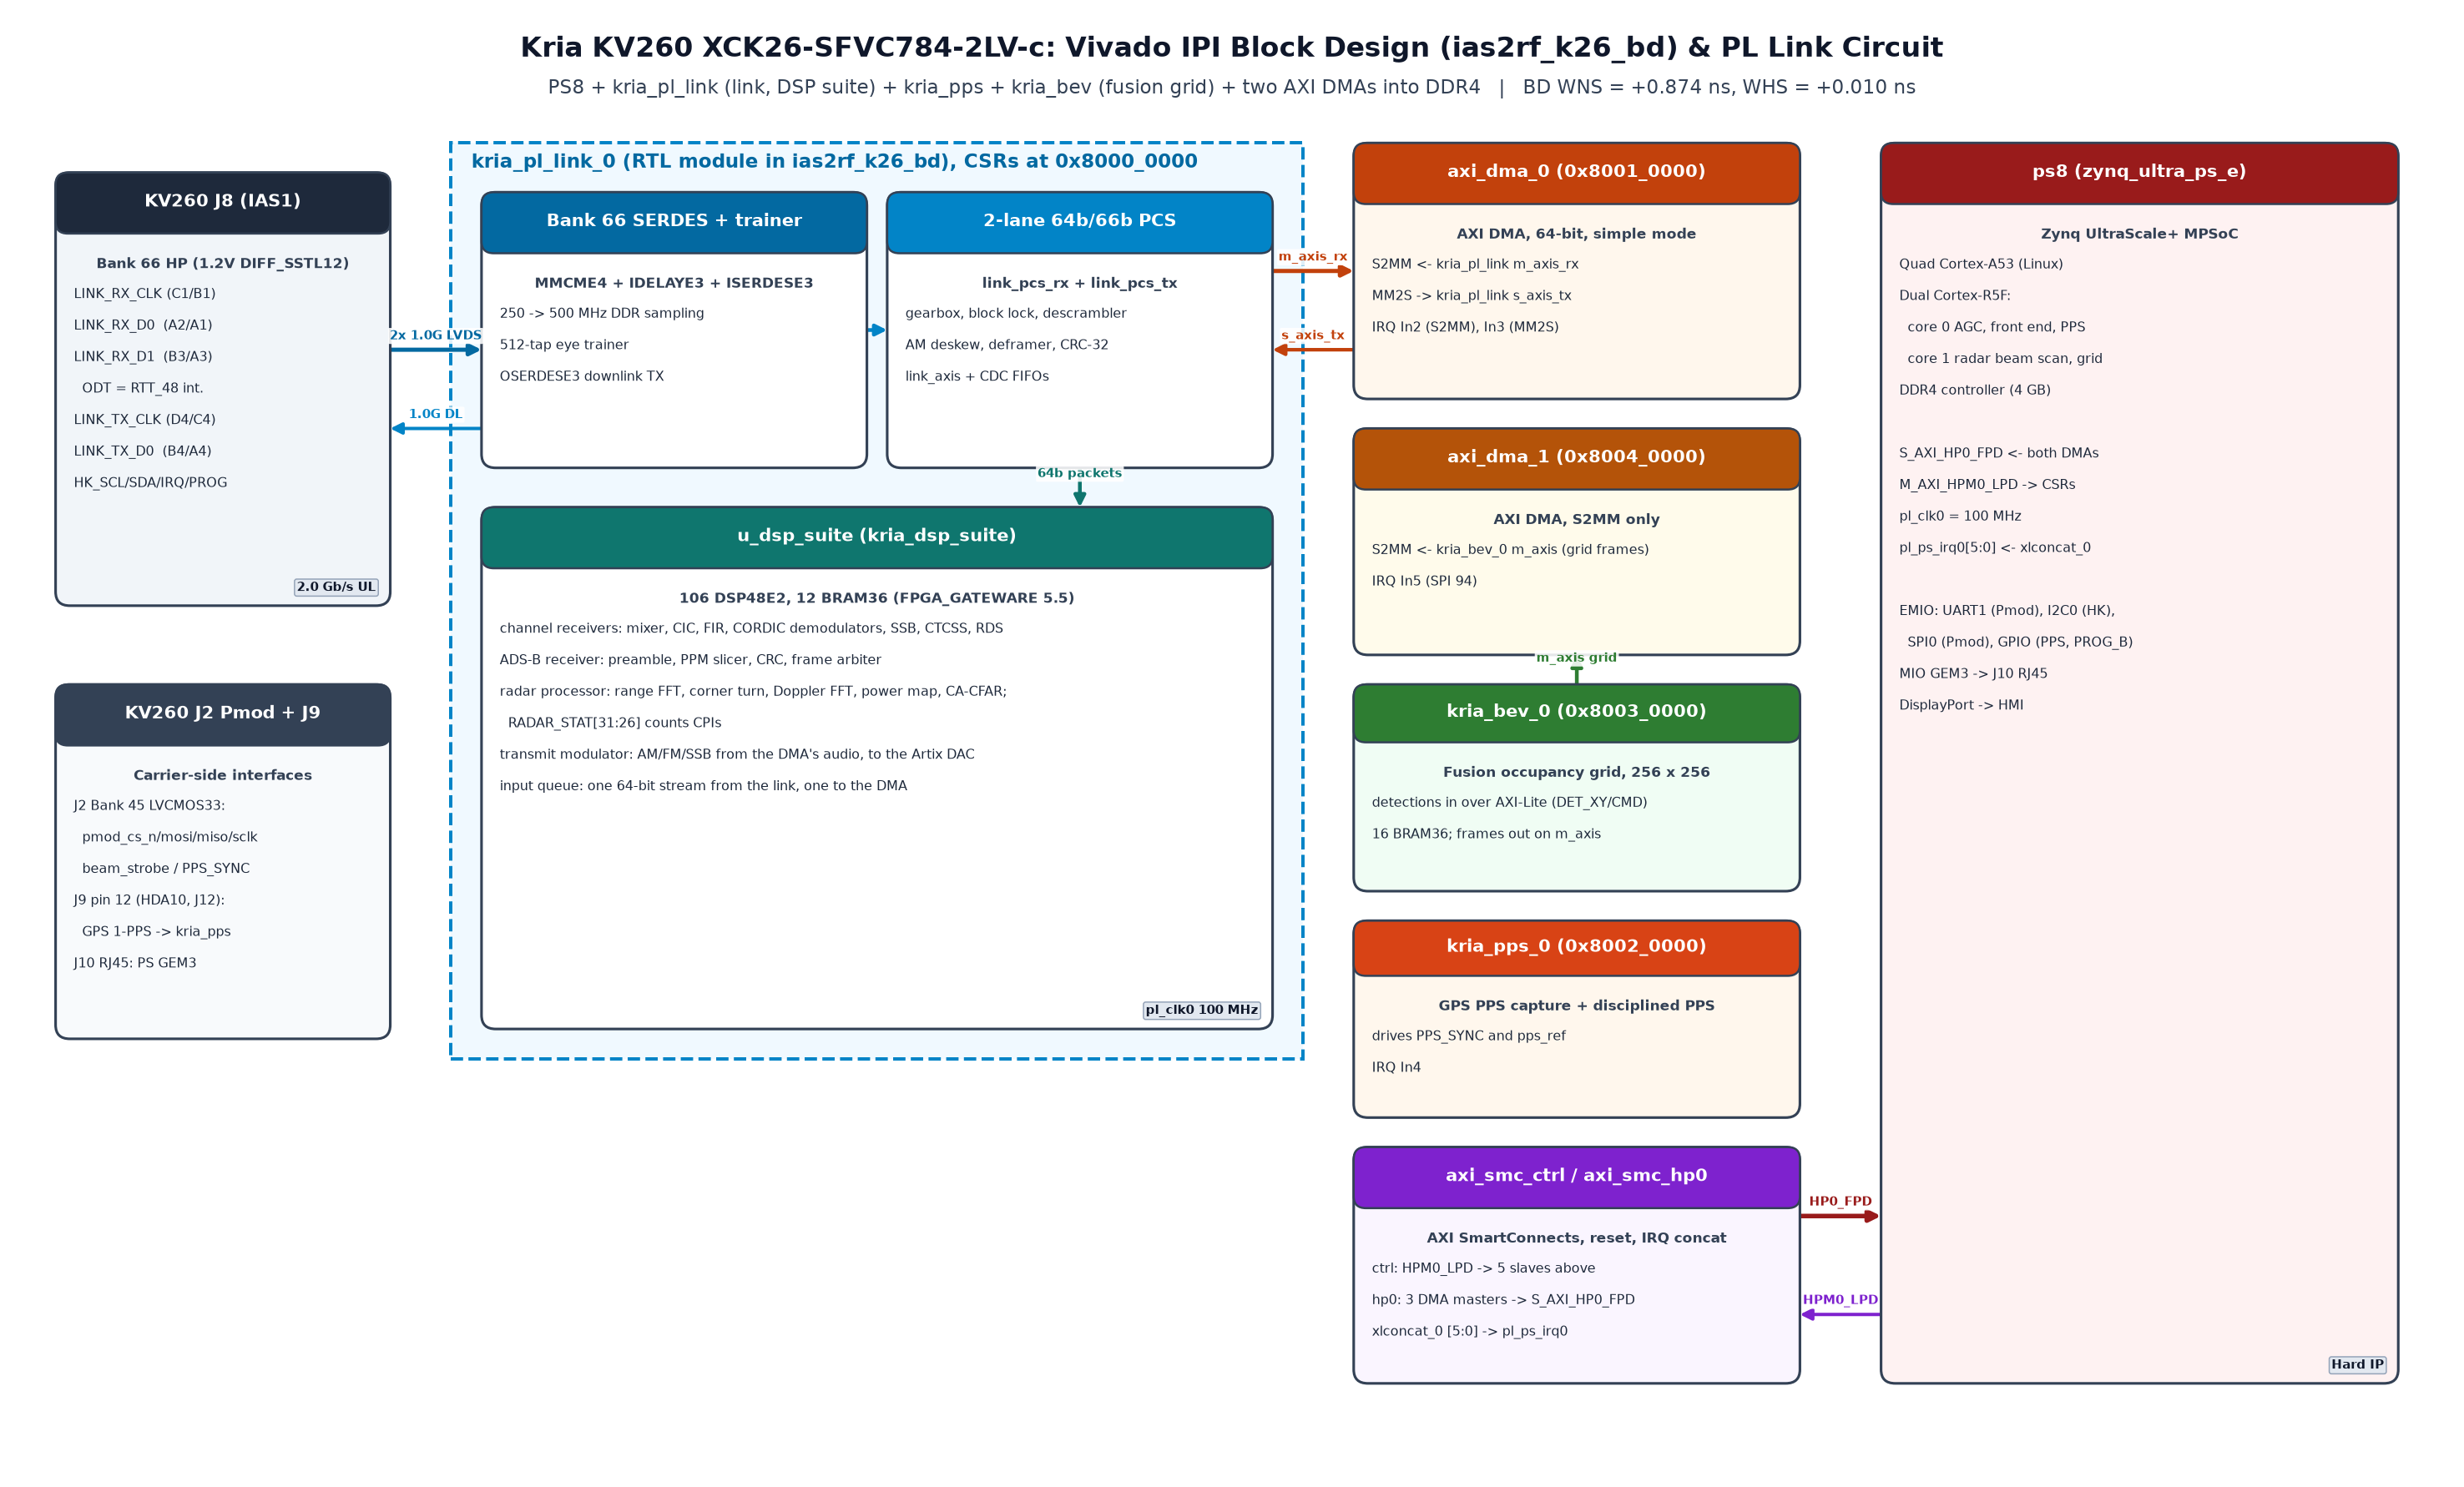 Kria KV260 XCK26-SFVC784-2LV-c: Vivado IPI Block Design (ias2rf_k26_bd) & PL Link Circuit
PS8 + kria_pl_link (link, DSP suite) + kria_pps + kria_bev (fusion grid) + two AXI DMAs into DDR4 | BD WNS = +0.874 ns, WHS = +0.010 ns
KV260 J8 (IAS1)
Bank 66 HP (1.2V DIFF_SSTL12)
LINK_RX_CLK (C1/B1)
LINK_RX_D0 (A2/A1)
LINK_RX_D1 (B3/A3)
ODT = RTT_48 int.
LINK_TX_CLK (D4/C4)
LINK_TX_D0 (B4/A4)
HK_SCL/SDA/IRQ/PROG
2.0 Gb/s UL
2x 1.0G LVDS
1.0G DL
KV260 J2 Pmod + J9
Carrier-side interfaces
J2 Bank 45 LVCMOS33:
pmod_cs_n/mosi/miso/sclk
beam_strobe / PPS_SYNC
J9 pin 12 (HDA10, J12):
GPS 1-PPS -> kria_pps
J10 RJ45: PS GEM3
kria_pl_link_0 (RTL module in ias2rf_k26_bd), CSRs at 0x8000_0000
Bank 66 SERDES + trainer
MMCME4 + IDELAYE3 + ISERDESE3
250 -> 500 MHz DDR sampling
512-tap eye trainer
OSERDESE3 downlink TX
2-lane 64b/66b PCS
link_pcs_rx + link_pcs_tx
gearbox, block lock, descrambler
AM deskew, deframer, CRC-32
link_axis + CDC FIFOs
64b packets
u_dsp_suite (kria_dsp_suite)
106 DSP48E2, 12 BRAM36 (FPGA_GATEWARE 5.5)
channel receivers: mixer, CIC, FIR, CORDIC demodulators, SSB, CTCSS, RDS
ADS-B receiver: preamble, PPM slicer, CRC, frame arbiter
radar processor: range FFT, corner turn, Doppler FFT, power map, CA-CFAR;
RADAR_STAT[31:26] counts CPIs
transmit modulator: AM/FM/SSB from the DMA's audio, to the Artix DAC
input queue: one 64-bit stream from the link, one to the DMA
pl_clk0 100 MHz
m_axis_rx
s_axis_tx
axi_dma_0 (0x8001_0000)
AXI DMA, 64-bit, simple mode
S2MM <- kria_pl_link m_axis_rx
MM2S -> kria_pl_link s_axis_tx
IRQ In2 (S2MM), In3 (MM2S)
axi_dma_1 (0x8004_0000)
AXI DMA, S2MM only
S2MM <- kria_bev_0 m_axis (grid frames)
IRQ In5 (SPI 94)
m_axis grid
kria_bev_0 (0x8003_0000)
Fusion occupancy grid, 256 x 256
detections in over AXI-Lite (DET_XY/CMD)
16 BRAM36; frames out on m_axis
kria_pps_0 (0x8002_0000)
GPS PPS capture + disciplined PPS
drives PPS_SYNC and pps_ref
IRQ In4
axi_smc_ctrl / axi_smc_hp0
AXI SmartConnects, reset, IRQ concat
ctrl: HPM0_LPD -> 5 slaves above
hp0: 3 DMA masters -> S_AXI_HP0_FPD
xlconcat_0 [5:0] -> pl_ps_irq0
HP0_FPD
HPM0_LPD
ps8 (zynq_ultra_ps_e)
Zynq UltraScale+ MPSoC
Quad Cortex-A53 (Linux)
Dual Cortex-R5F:
core 0 AGC, front end, PPS
core 1 radar beam scan, grid
DDR4 controller (4 GB)
S_AXI_HP0_FPD <- both DMAs
M_AXI_HPM0_LPD -> CSRs
pl_clk0 = 100 MHz
pl_ps_irq0[5:0] <- xlconcat_0
EMIO: UART1 (Pmod), I2C0 (HK),
SPI0 (Pmod), GPIO (PPS, PROG_B)
MIO GEM3 -> J10 RJ45
DisplayPort -> HMI
Hard IP